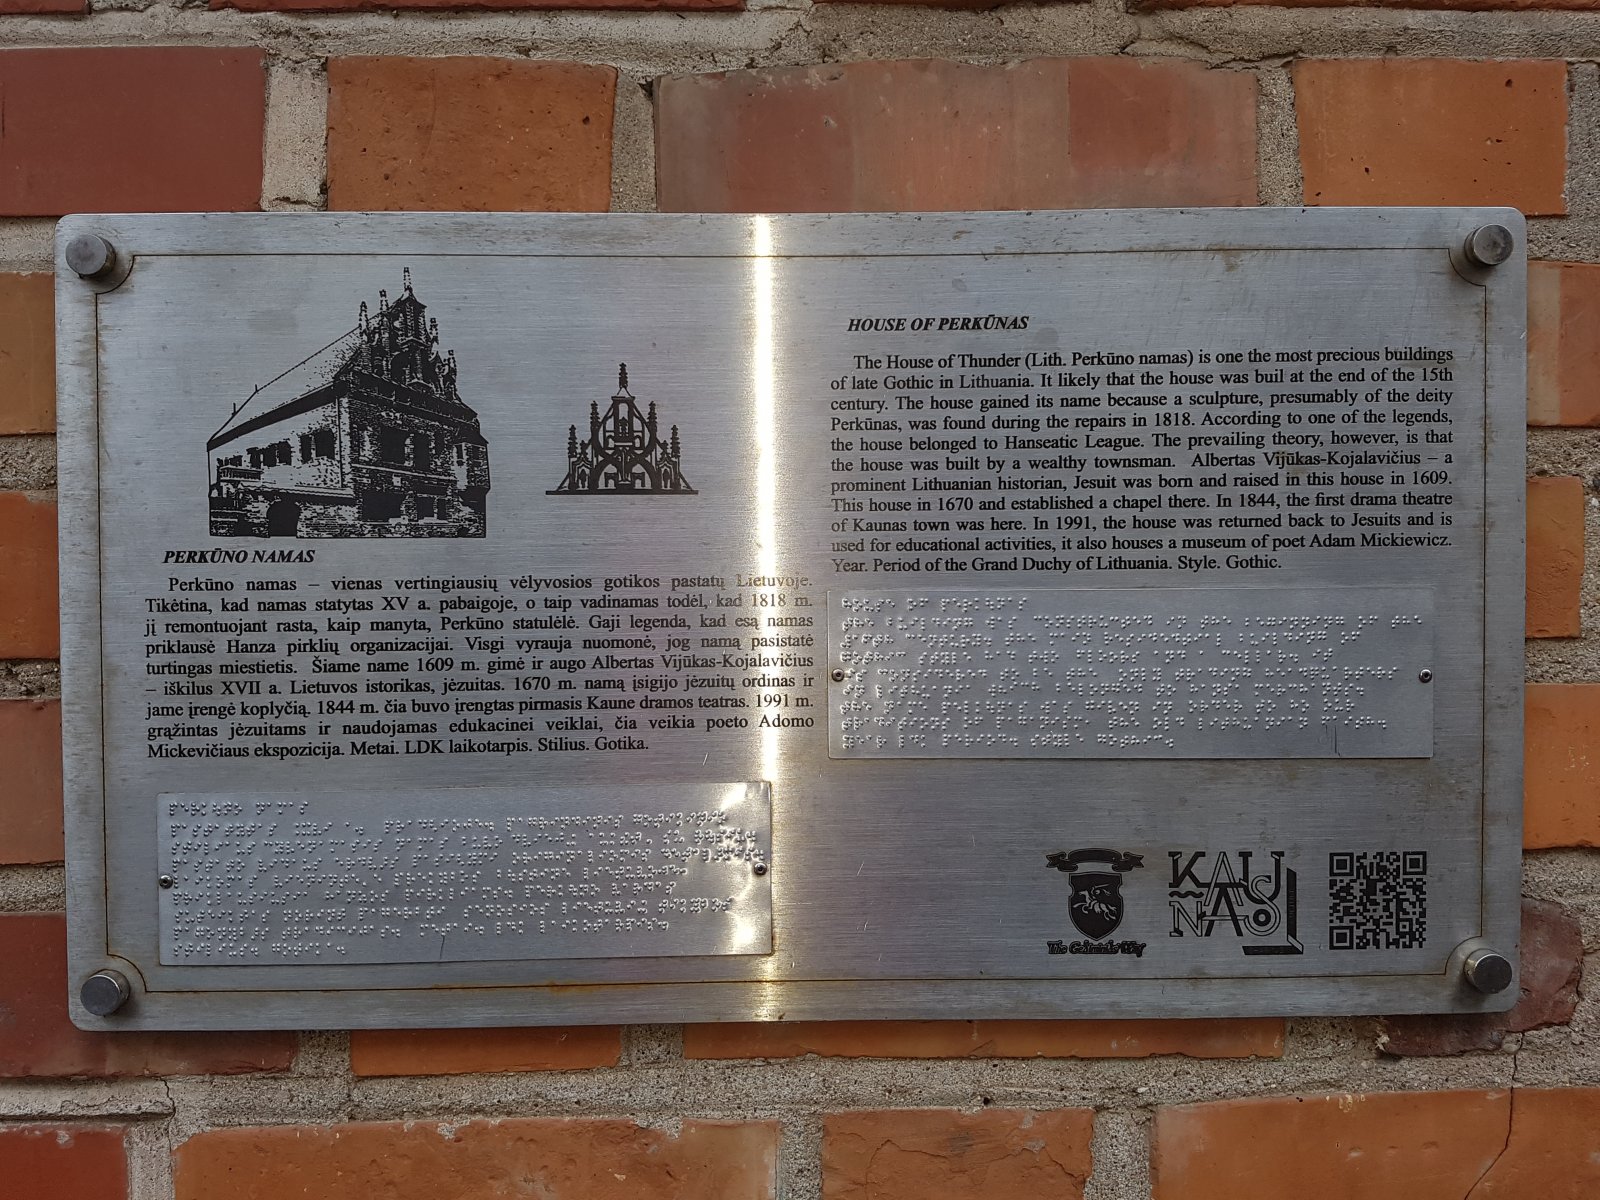 PERKŪNO NAMAS
Perkūno namas – vienas vertingiausių vėlyvosios gotikos pastatų Lietuvoje.
Tikėtina, kad namas statytas XV a. pabaigoje, o taip vadinamas todėl, kad 1818 m.
jį remontuojant rasta, kaip manyta, Perkūno statulėlė. Gaji legenda, kad esą namas
priklausė Hanza pirklių organizacijai. Visgi vyrauja nuomonė, jog namą pasistatė
turtingas miestietis. Šiame name 1609 m. gimė ir augo Albertas Vijūkas-Kojalavičius
– iškilus XVII a. Lietuvos istorikas, jėzuitas. 1670 m. namą įsigijo jėzuitų ordinas ir
jame įrengė koplyčią. 1844 m. čia buvo įrengtas pirmasis Kaune dramos teatras. 1991 m.
grąžintas jėzuitams ir naudojamas edukacinei veiklai, čia veikia poeto Adomo
Mickevičiaus ekspozicija. Metai. LDK laikotarpis. Stilius. Gotika.
HOUSE OF PERKŪNAS
The House of Thunder (Lith. Perkūno namas) is one the most precious buildings
of late Gothic in Lithuania. It likely that the house was buil at the end of the 15th
century. The house gained its name because a sculpture, presumably of the deity
Perkūnas, was found during the repairs in 1818. According to one of the legends,
the house belonged to Hanseatic League. The prevailing theory, however, is that
the house was built by a wealthy townsman. Albertas Vijūkas-Kojalavičius – a
prominent Lithuanian historian, Jesuit was born and raised in this house in 1609.
This house in 1670 and established a chapel there. In 1844, the first drama theatre
of Kaunas town was here. In 1991, the house was returned back to Jesuits and is
used for educational activities, it also houses a museum of poet Adam Mickiewicz.
Year. Period of the Grand Duchy of Lithuania. Style. Gothic.
KAU
NAS